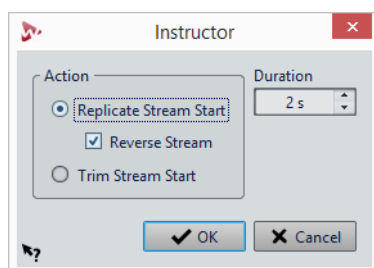 Instructor
Action
Replicate Stream Start
Reverse Stream
Trim Stream Start
Duration
2 s
OK
Cancel
?